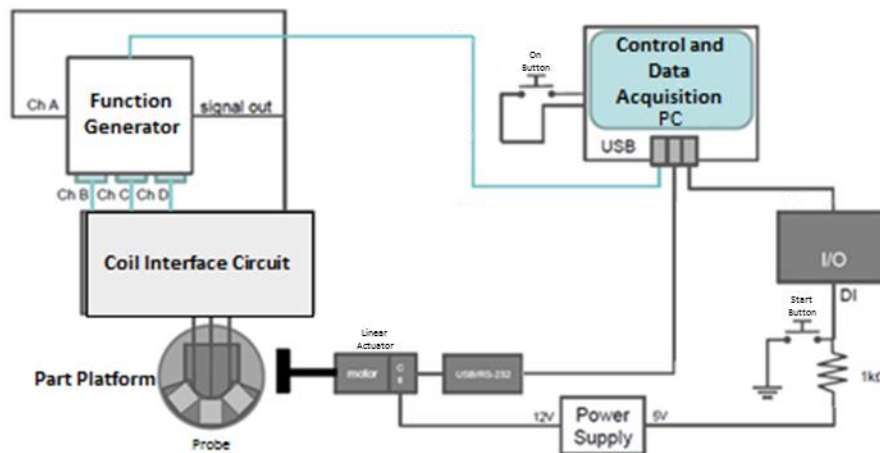 Ch A
Function
Generator
signal out
Ch B
Ch C
Ch D
Coil Interface Circuit
Part Platform
Probe
Linear
Actuator
motor
USB/RS-232
12V
Power
Supply
5V
On
Button
Control and
Data
Acquisition
PC
USB
I/O
DI
Start
Button